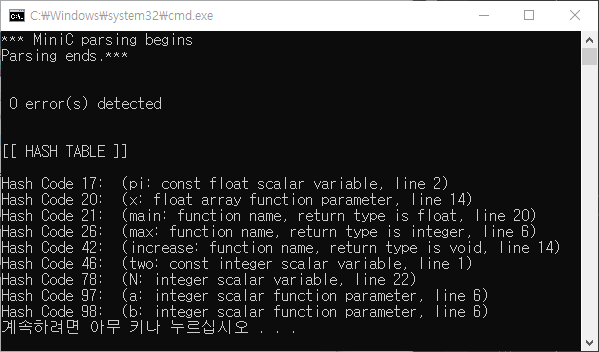 C:\Windows\system32\cmd.exe
*** MiniC parsing begins
Parsing ends.***
0 error(s) detected
[[ HASH TABLE ]]
Hash Code 17:  (pi: const float scalar variable, line 2)
Hash Code 20:  (x: float array function parameter, line 14)
Hash Code 21:  (main: function name, return type is float, line 20)
Hash Code 26:  (max: function name, return type is integer, line 6)
Hash Code 42:  (increase: function name, return type is void, line 14)
Hash Code 46:  (two: const integer scalar variable, line 1)
Hash Code 78:  (N: integer scalar variable, line 22)
Hash Code 97:  (a: integer scalar function parameter, line 6)
Hash Code 98:  (b: integer scalar function parameter, line 6)
계속하려면 아무 키나 누르십시오 . . .